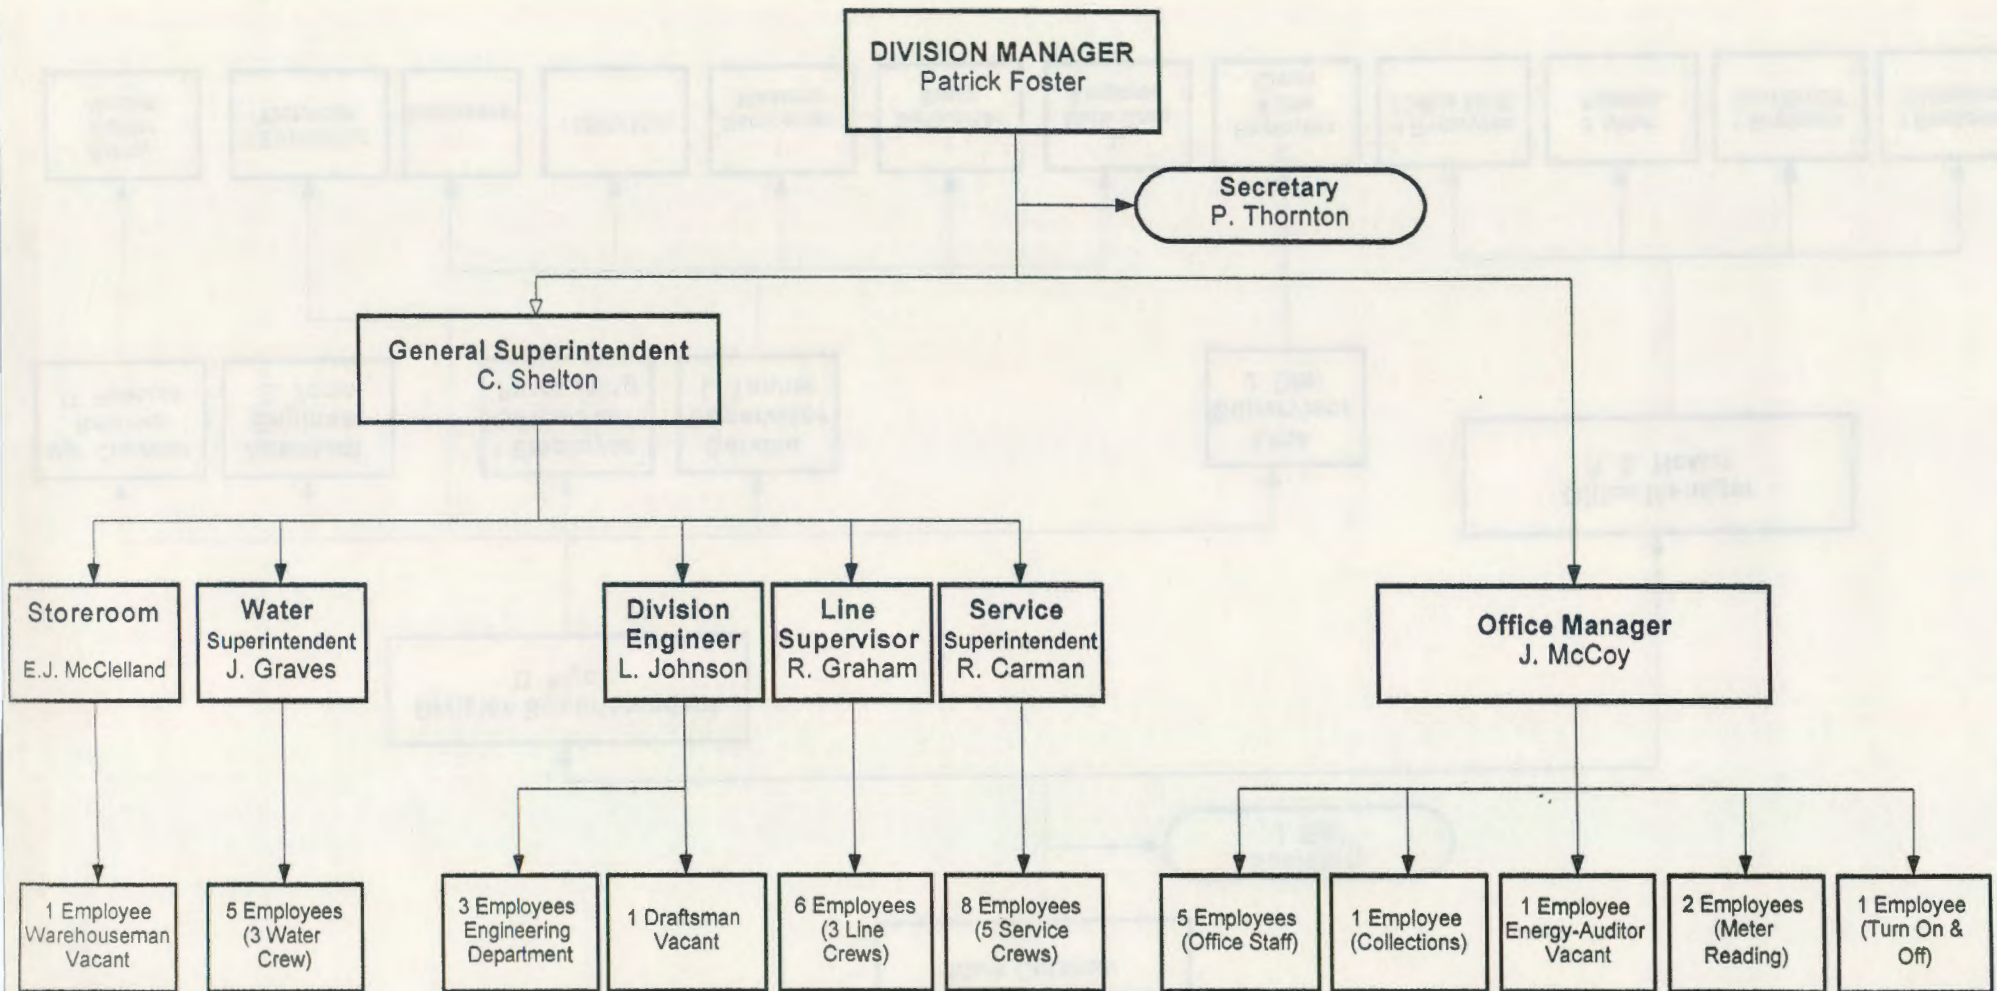 DIVISION MANAGER
Patrick Foster
Secretary
P. Thornton
General Superintendent
C. Shelton
Storeroom
E.J. McClelland
Water
Superintendent
J. Graves
Division
Engineer
L. Johnson
Line
Supervisor
R. Graham
Service
Superintendent
R. Carman
Office Manager
J. McCoy
1 Employee
Warehouseman
Vacant
5 Employees
(3 Water
Crew)
3 Employees
Engineering
Department
1 Draftsman
Vacant
6 Employees
(3 Line
Crews)
8 Employees
(5 Service
Crews)
5 Employees
(Office Staff)
1 Employee
(Collections)
1 Employee
Energy-Auditor
Vacant
2 Employees
(Meter
Reading)
1 Employee
(Turn On &
Off)